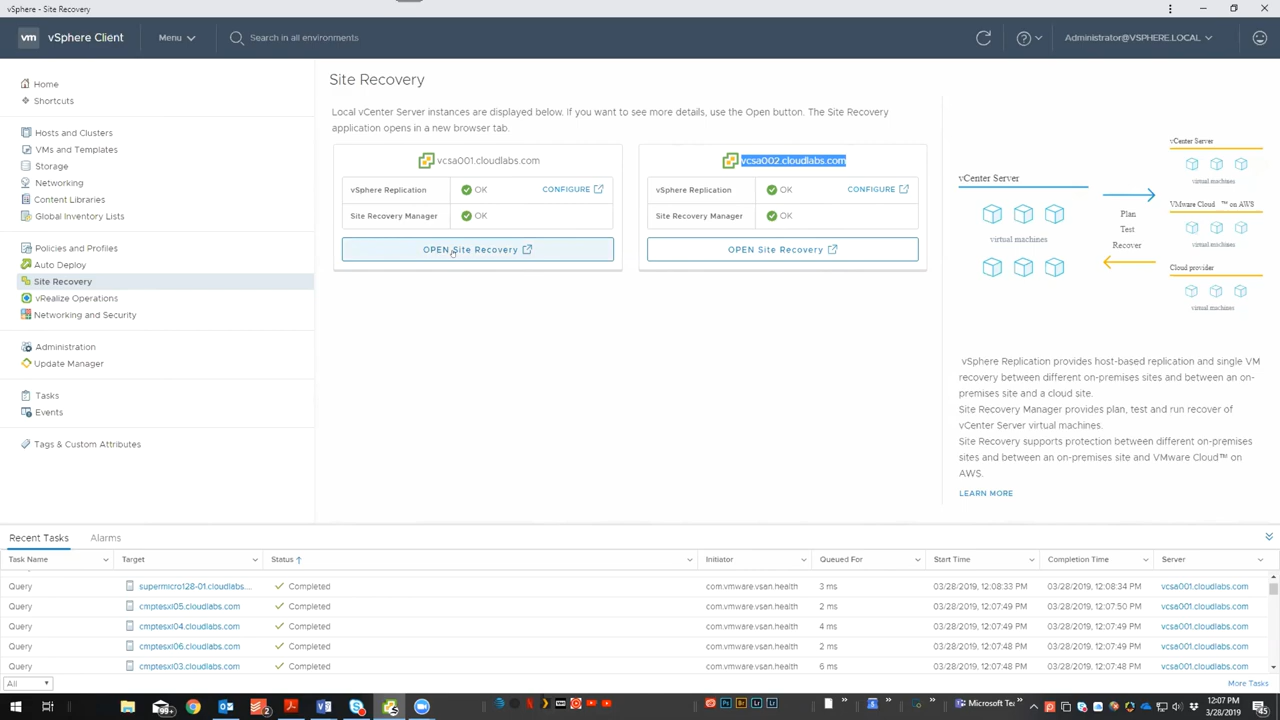 vSphere - Site Recovery
vm vSphere Client Menu Search in all environments Administrator@VSPHERE.LOCAL
Home
Shortcuts
Hosts and Clusters
VMs and Templates
Storage
Networking
Content Libraries
Global Inventory Lists
Policies and Profiles
Auto Deploy
Site Recovery
vRealize Operations
Networking and Security
Administration
Update Manager
Tasks
Events
Tags & Custom Attributes
Site Recovery
Local vCenter Server instances are displayed below. If you want to see more details, use the Open button. The Site Recovery
application opens in a new browser tab.
vcsa001.cloudlabs.com
vSphere Replication OK CONFIGURE
Site Recovery Manager OK
OPEN Site Recovery
vcsa002.cloudlabs.com
vSphere Replication OK CONFIGURE
Site Recovery Manager OK
OPEN Site Recovery
vCenter Server
virtual machines
Plan
Test
Recover
vCenter Server
virtual machines
VMware Cloud ™ on AWS
virtual machines
Cloud provider
virtual machines
vSphere Replication provides host-based replication and single VM
recovery between different on-premises sites and between an on-
premises site and a cloud site.
Site Recovery Manager provides plan, test and run recover of
vCenter Server virtual machines.
Site Recovery supports protection between different on-premises
sites and between an on-premises site and VMware Cloud™ on
AWS.
LEARN MORE
Recent Tasks Alarms
Task Name Target Status Initiator Queued For Start Time Completion Time Server
Query supermicro128-01.cloudlabs... Completed com.vmware.vsan.health 3 ms 03/28/2019, 12:08:33 PM 03/28/2019, 12:08:34 PM vcsa001.cloudlabs.com
Query cmptesxi05.cloudlabs.com Completed com.vmware.vsan.health 2 ms 03/28/2019, 12:07:49 PM 03/28/2019, 12:07:50 PM vcsa001.cloudlabs.com
Query cmptesxi04.cloudlabs.com Completed com.vmware.vsan.health 4 ms 03/28/2019, 12:07:49 PM 03/28/2019, 12:07:49 PM vcsa001.cloudlabs.com
Query cmptesxi06.cloudlabs.com Completed com.vmware.vsan.health 2 ms 03/28/2019, 12:07:48 PM 03/28/2019, 12:07:49 PM vcsa001.cloudlabs.com
Query cmptesxi03.cloudlabs.com Completed com.vmware.vsan.health 6 ms 03/28/2019, 12:07:48 PM 03/28/2019, 12:07:49 PM vcsa001.cloudlabs.com
All More Tasks
99+ 2 Ps Br Lr Lr Microsoft Te 12:07 PM
3/28/2019 45